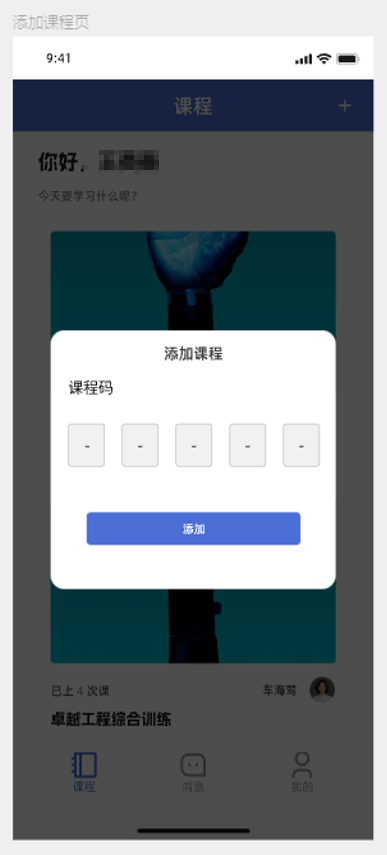 添加课程页
9:41
课程 +
你好，
今天要学习什么呢？
添加课程
课程码
- - - - -
添加
已上 4 次课 车海莺
卓越工程综合训练
课程 消息 我的